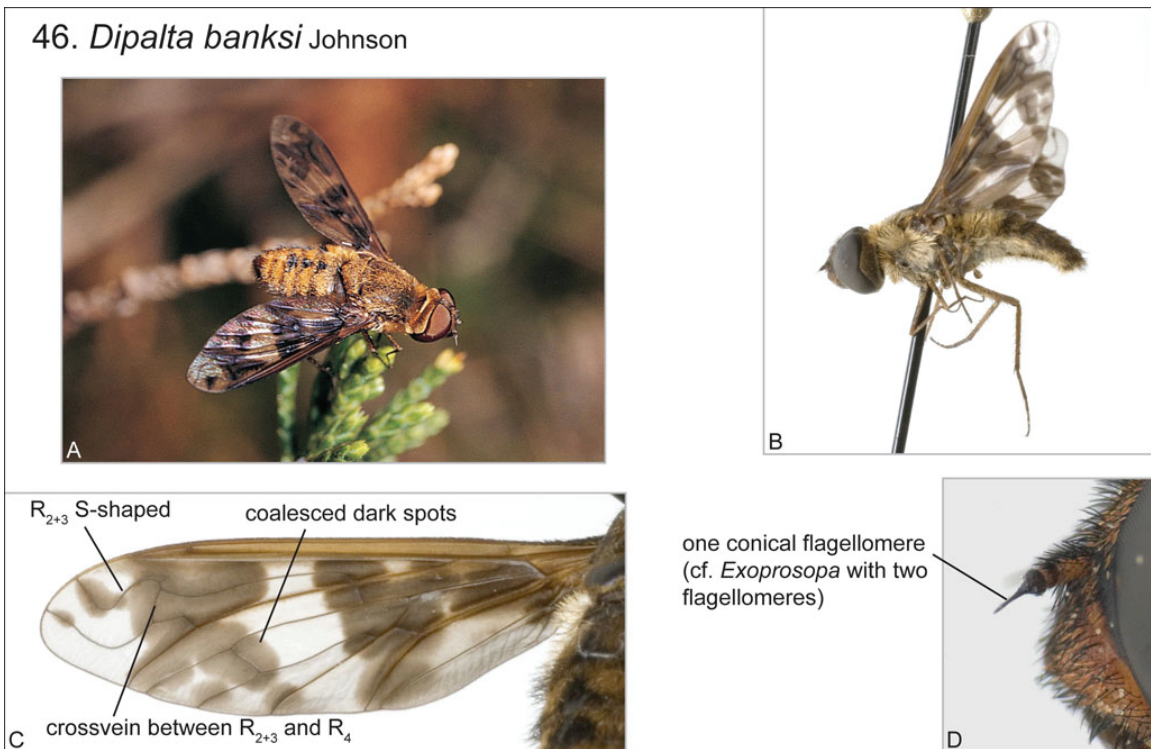 46. Dipalta banksi Johnson
A
B
R2+3 S-shaped
coalesced dark spots
crossvein between R2+3 and R4
C
one conical flagellomere
(cf. Exoprosopa with two
flagellomeres)
D